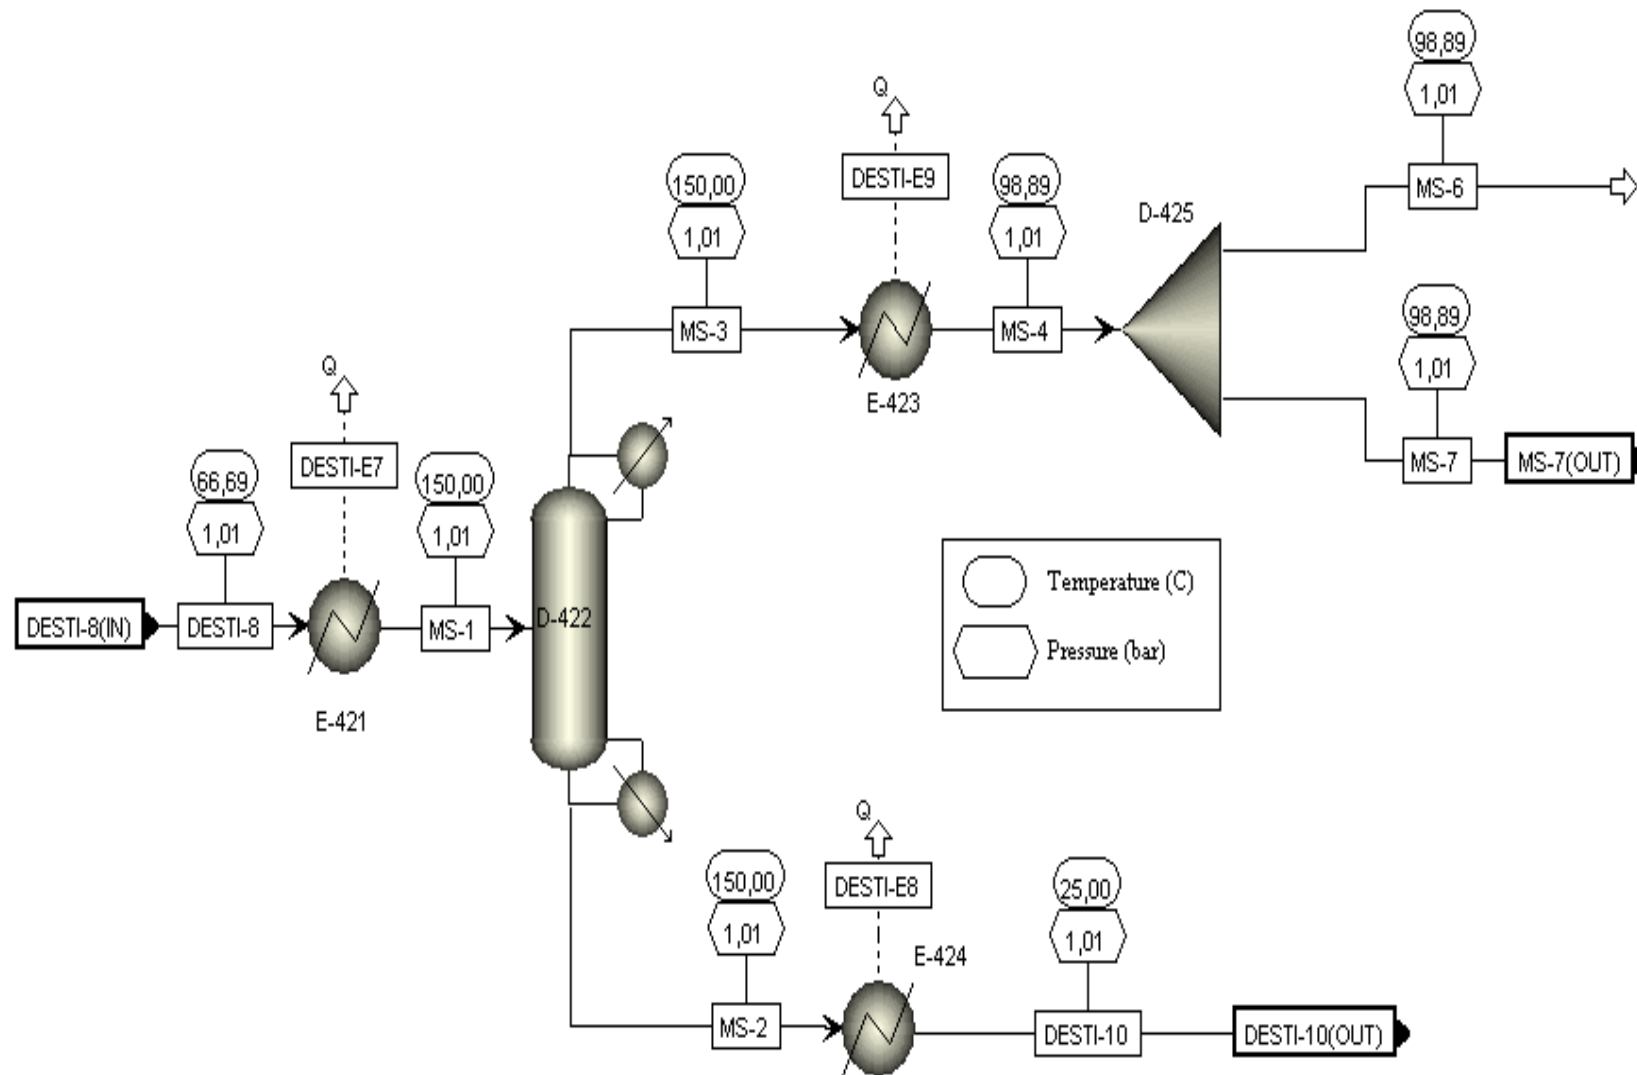 98,89
1,01
MS-6
Q
DESTI-E9
150,00
1,01
MS-3
98,89
1,01
MS-4
D-425
E-423
98,89
1,01
MS-7
MS-7(OUT)
Q
DESTI-E7
66,69
1,01
150,00
1,01
DESTI-8(IN)
DESTI-8
MS-1
D-422
E-421
Temperature (C)
Pressure (bar)
Q
DESTI-E8
150,00
1,01
MS-2
E-424
25,00
1,01
DESTI-10
DESTI-10(OUT)